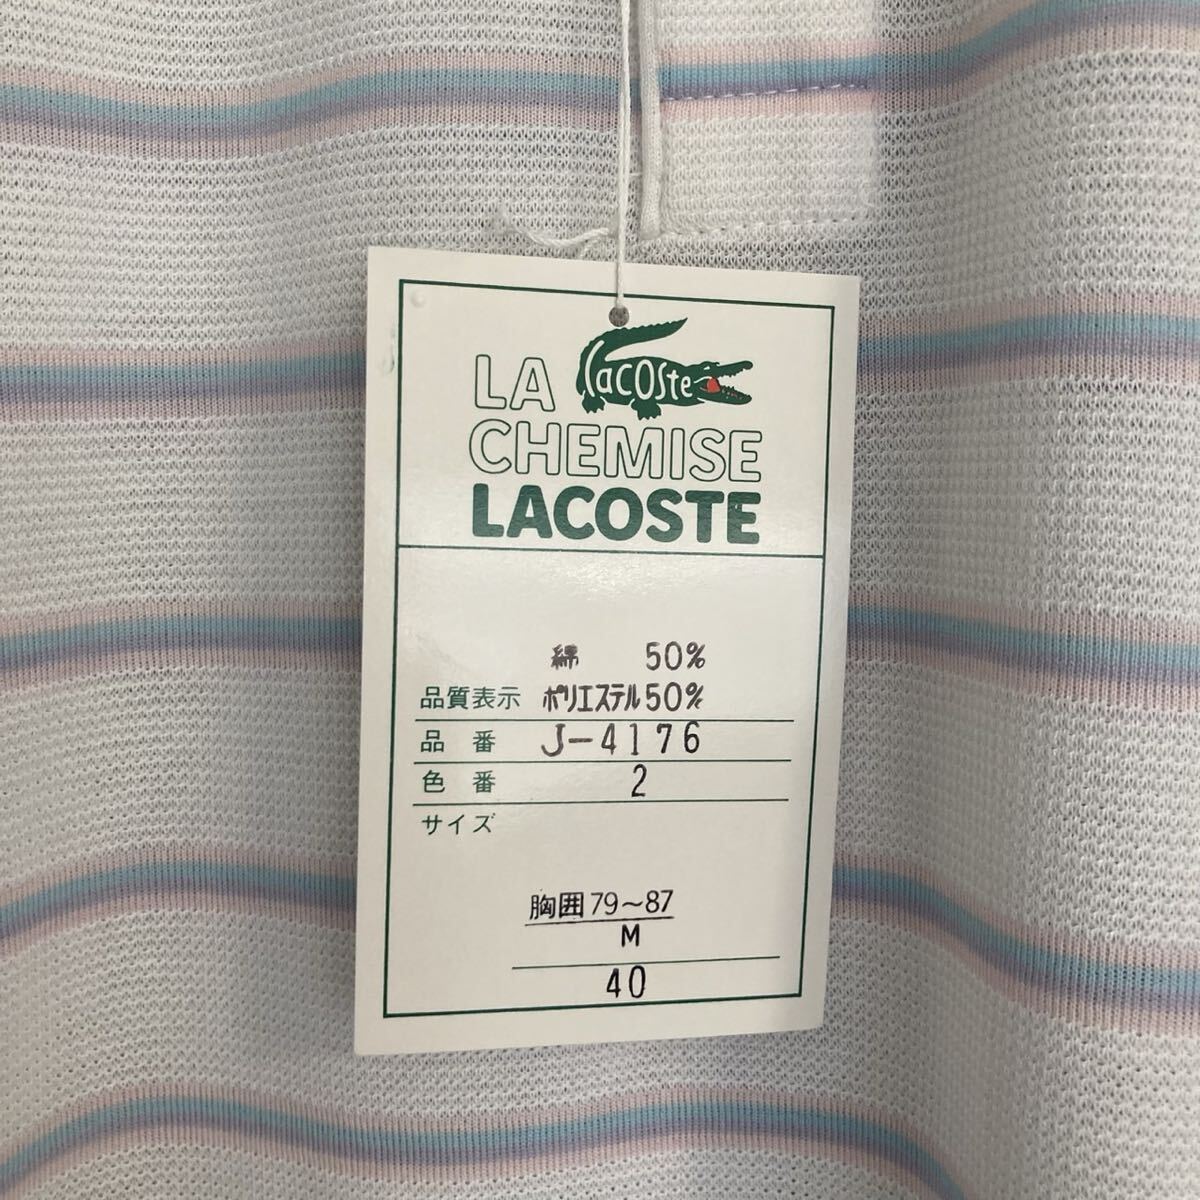 LA Lacoste
CHEMISE
LACOSTE
綿 50%
品質表示 ポリエステル50%
品 番 J-4176
色 番 2
サイズ
胸囲79~87
M
40